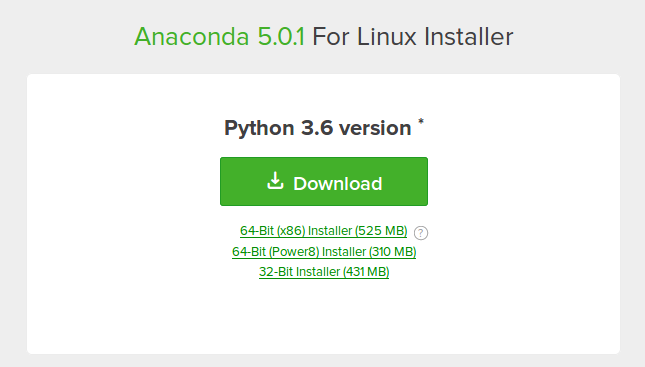 Anaconda 5.0.1 For Linux Installer
Python 3.6 version *
Download
64-Bit (x86) Installer (525 MB) ?
64-Bit (Power8) Installer (310 MB)
32-Bit Installer (431 MB)